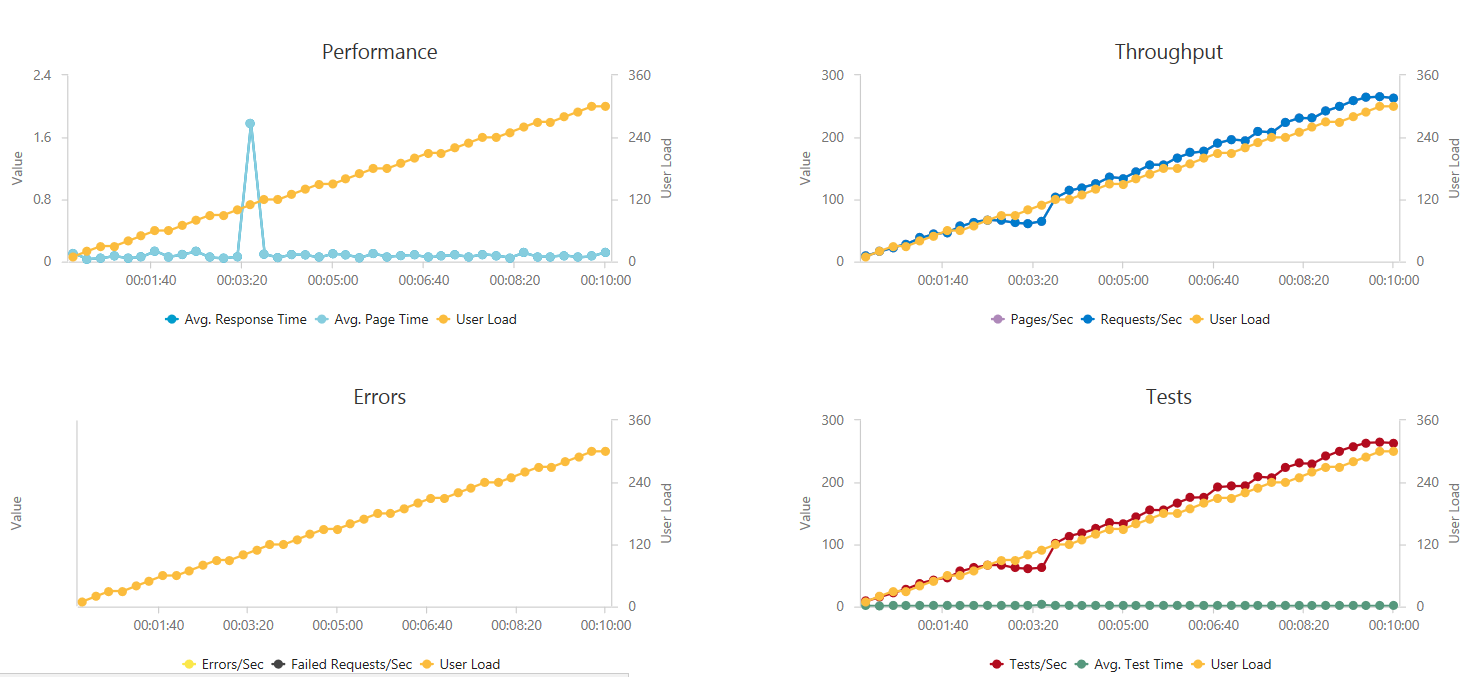 Performance
2.4
1.6
0.8
0
Value
360
240
120
0
User Load
00:01:40 00:03:20 00:05:00 00:06:40 00:08:20 00:10:00
Avg. Response Time Avg. Page Time User Load
Throughput
300
200
100
0
Value
360
240
120
0
User Load
00:01:40 00:03:20 00:05:00 00:06:40 00:08:20 00:10:00
Pages/Sec Requests/Sec User Load
Errors
Value
360
240
120
0
User Load
00:01:40 00:03:20 00:05:00 00:06:40 00:08:20 00:10:00
Errors/Sec Failed Requests/Sec User Load
Tests
300
200
100
0
Value
360
240
120
0
User Load
00:01:40 00:03:20 00:05:00 00:06:40 00:08:20 00:10:00
Tests/Sec Avg. Test Time User Load